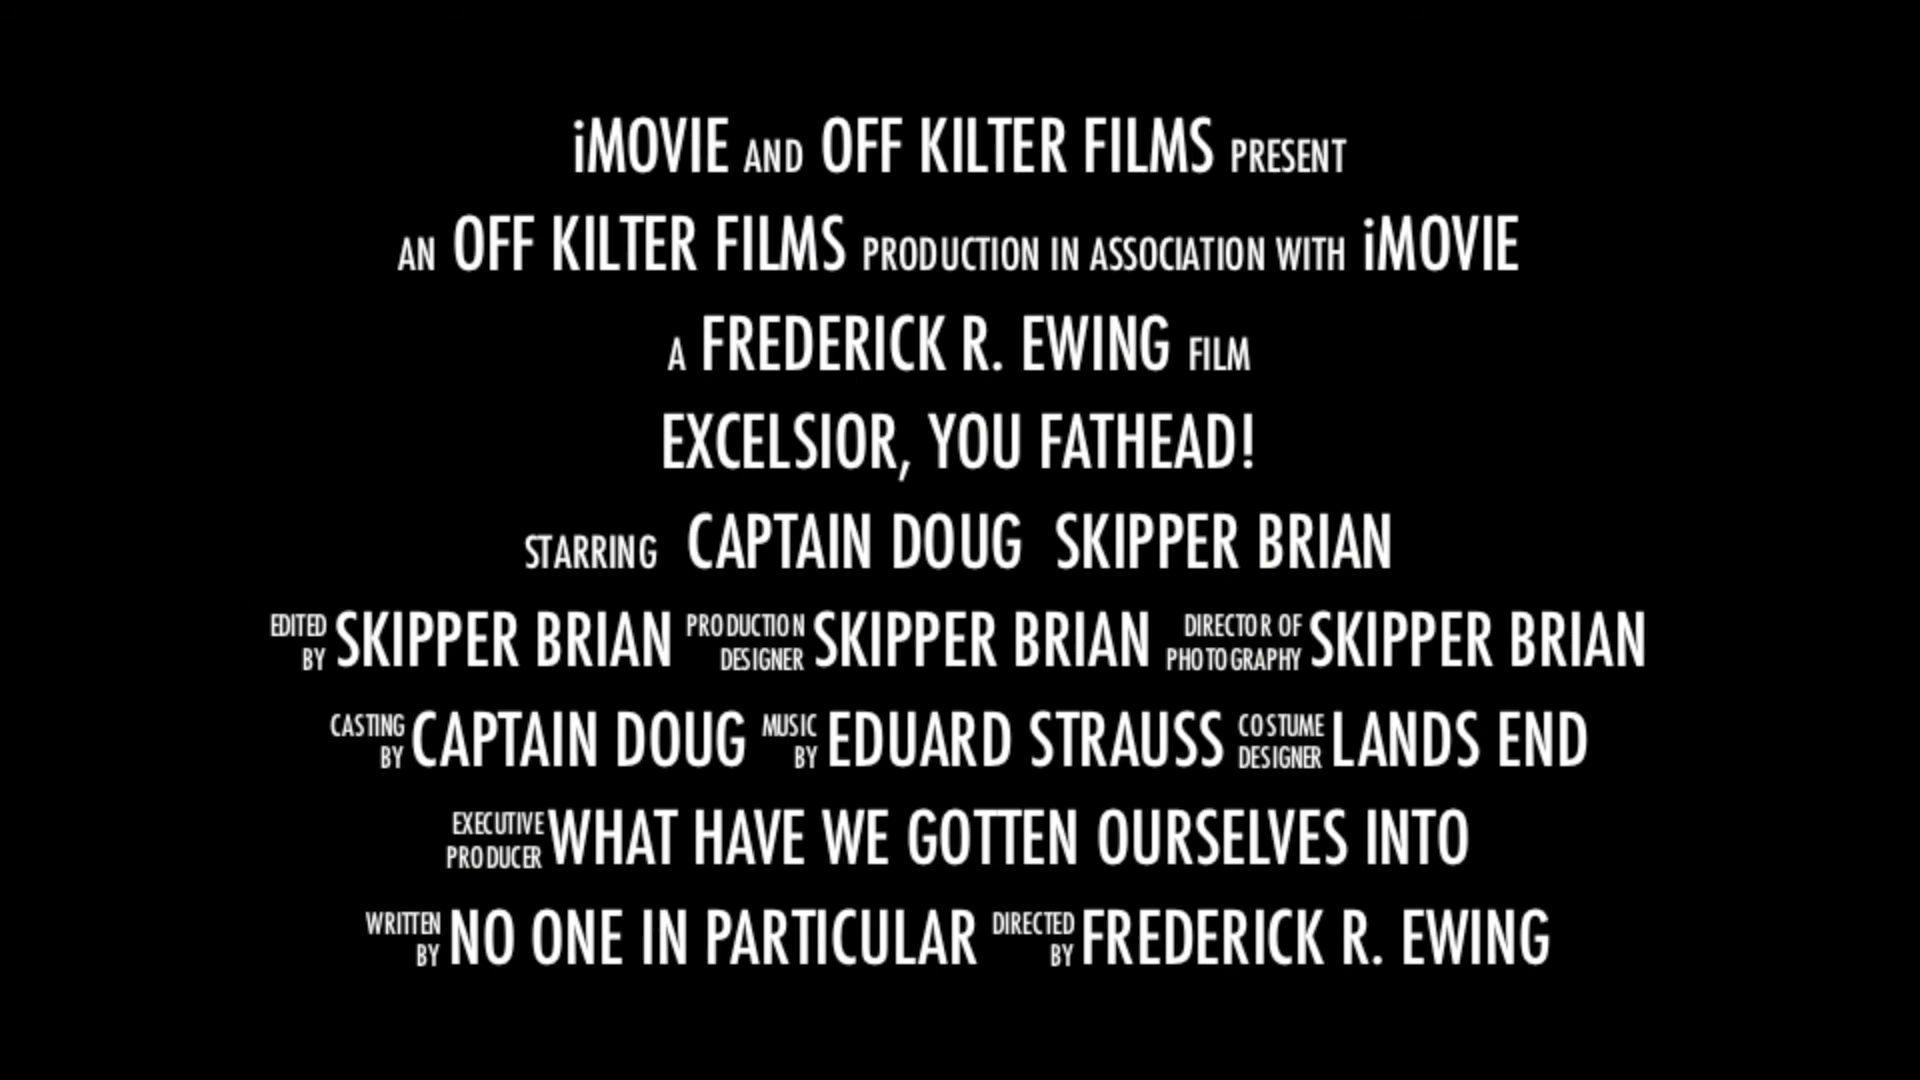 iMOVIE AND OFF KILTER FILMS PRESENT
AN OFF KILTER FILMS PRODUCTION IN ASSOCIATION WITH iMOVIE
A FREDERICK R. EWING FILM
EXCELSIOR, YOU FATHEAD!
STARRING CAPTAIN DOUG SKIPPER BRIAN
EDITED BY SKIPPER BRIAN PRODUCTION DESIGNER SKIPPER BRIAN DIRECTOR OF PHOTOGRAPHY SKIPPER BRIAN
CASTING BY CAPTAIN DOUG MUSIC BY EDUARD STRAUSS COSTUME DESIGNER LANDS END
EXECUTIVE PRODUCER WHAT HAVE WE GOTTEN OURSELVES INTO
WRITTEN BY NO ONE IN PARTICULAR DIRECTED BY FREDERICK R. EWING